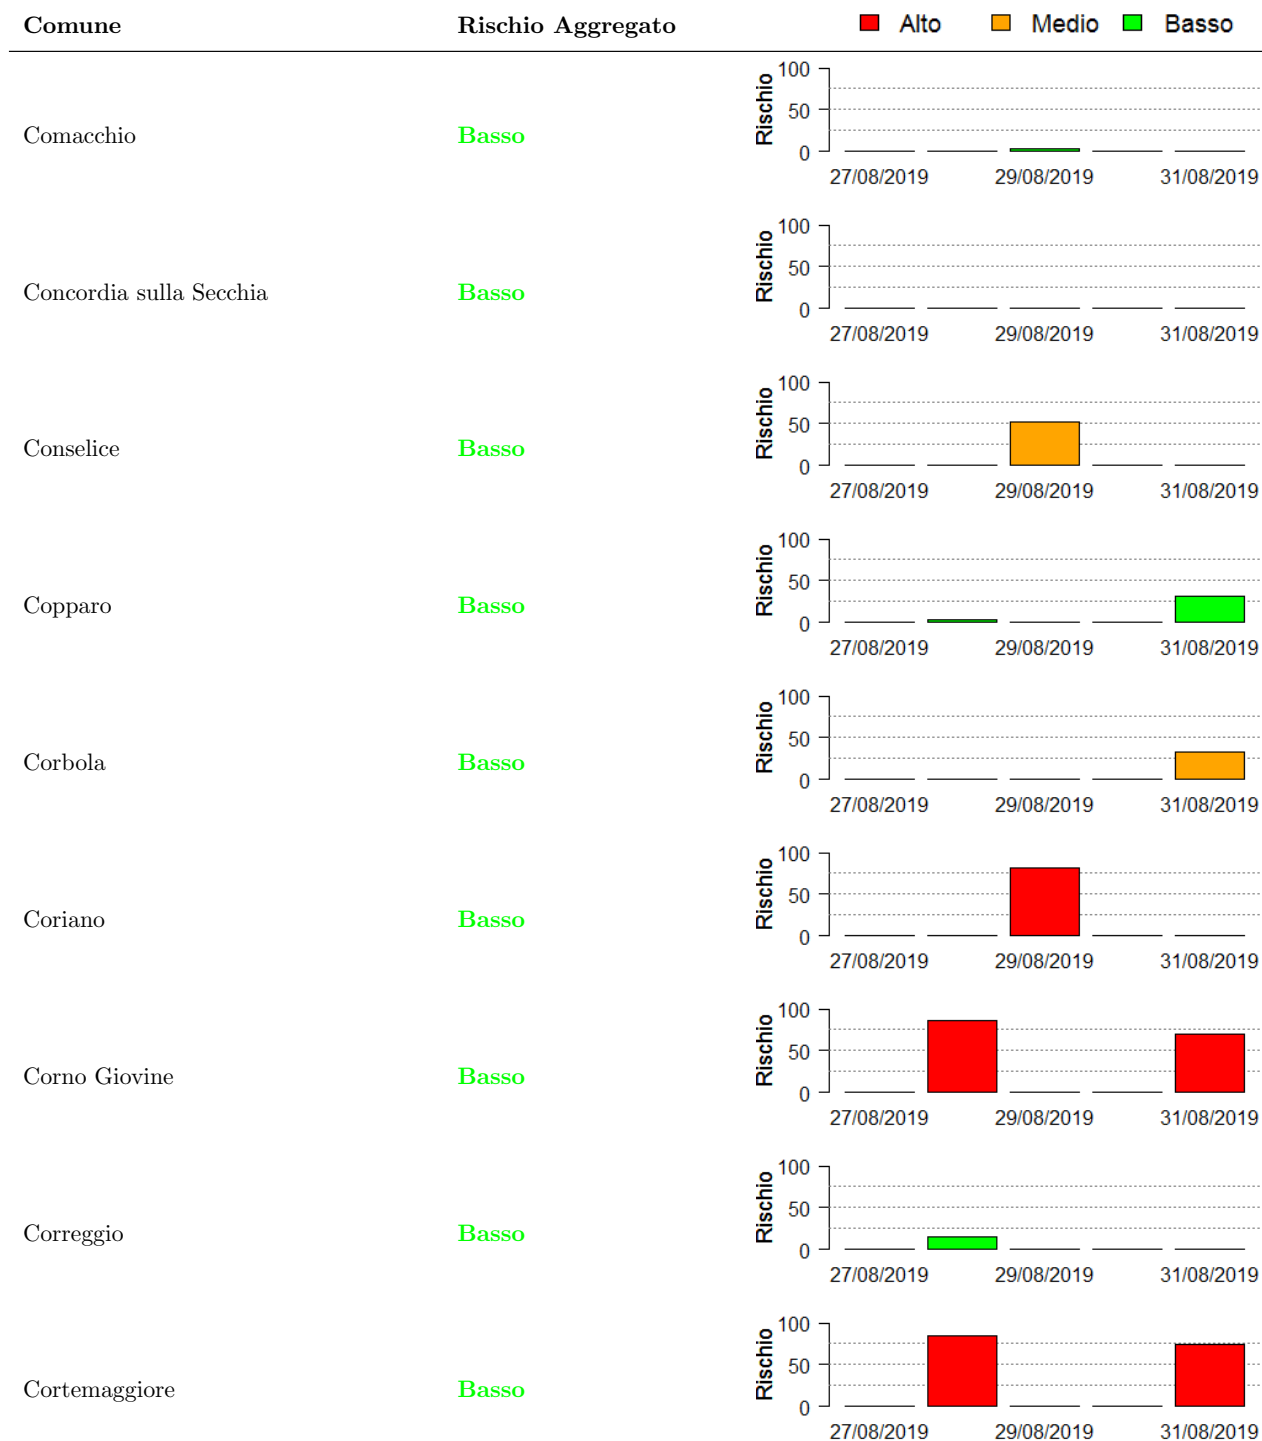 Comune Rischio Aggregato Alto Medio Basso
100
50
0
Rischio
Comacchio Basso
27/08/2019 29/08/2019 31/08/2019
100
50
0
Rischio
Concordia sulla Secchia Basso
27/08/2019 29/08/2019 31/08/2019
100
50
0
Rischio
Conselice Basso
27/08/2019 29/08/2019 31/08/2019
100
50
0
Rischio
Copparo Basso
27/08/2019 29/08/2019 31/08/2019
100
50
0
Rischio
Corbola Basso
27/08/2019 29/08/2019 31/08/2019
100
50
0
Rischio
Coriano Basso
27/08/2019 29/08/2019 31/08/2019
100
50
0
Rischio
Corno Giovine Basso
27/08/2019 29/08/2019 31/08/2019
100
50
0
Rischio
Correggio Basso
27/08/2019 29/08/2019 31/08/2019
100
50
0
Rischio
Cortemaggiore Basso
27/08/2019 29/08/2019 31/08/2019